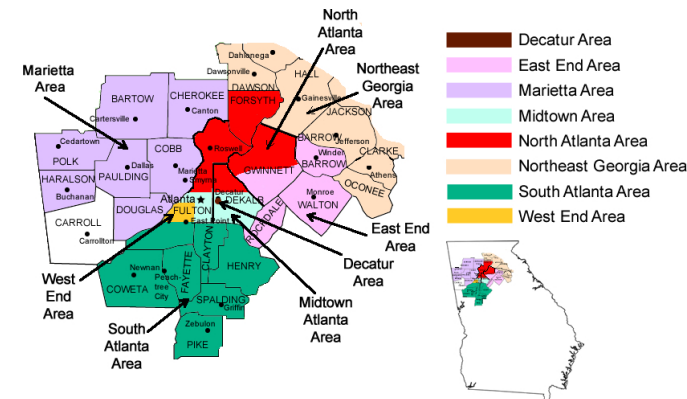 North
Atlanta
Area
Marietta
Area
Northeast
Georgia
Area
Dahlonega
Dawsonville
HALL
DAWSON
FORSYTH
Gainesville
JACKSON
BARTOW
CHEROKEE
Canton
Cartersville
BARROW
Jefferson
CLARKE
Athens
OCONEE
Cedartown
POLK
COBB
Roswell
Winder
BARROW
GWINNETT
HARALSON
Buchanan
PAULDING
Dallas
Marietta
Smyrna
Monroe
WALTON
CARROLL
Carrollton
DOUGLAS
Atlanta
Decatur
DEKALB
FULTON
East Point
ROCKDALE
CLAYTON
East End
Area
Decatur
Area
West
End
Area
Newnan
Peach-
tree
City
COWETA
FAYETTE
HENRY
SPALDING
Griffin
Midtown
Atlanta
Area
South
Atlanta
Area
Zebulon
PIKE
Decatur Area
East End Area
Marietta Area
Midtown Area
North Atlanta Area
Northeast Georgia Area
South Atlanta Area
West End Area